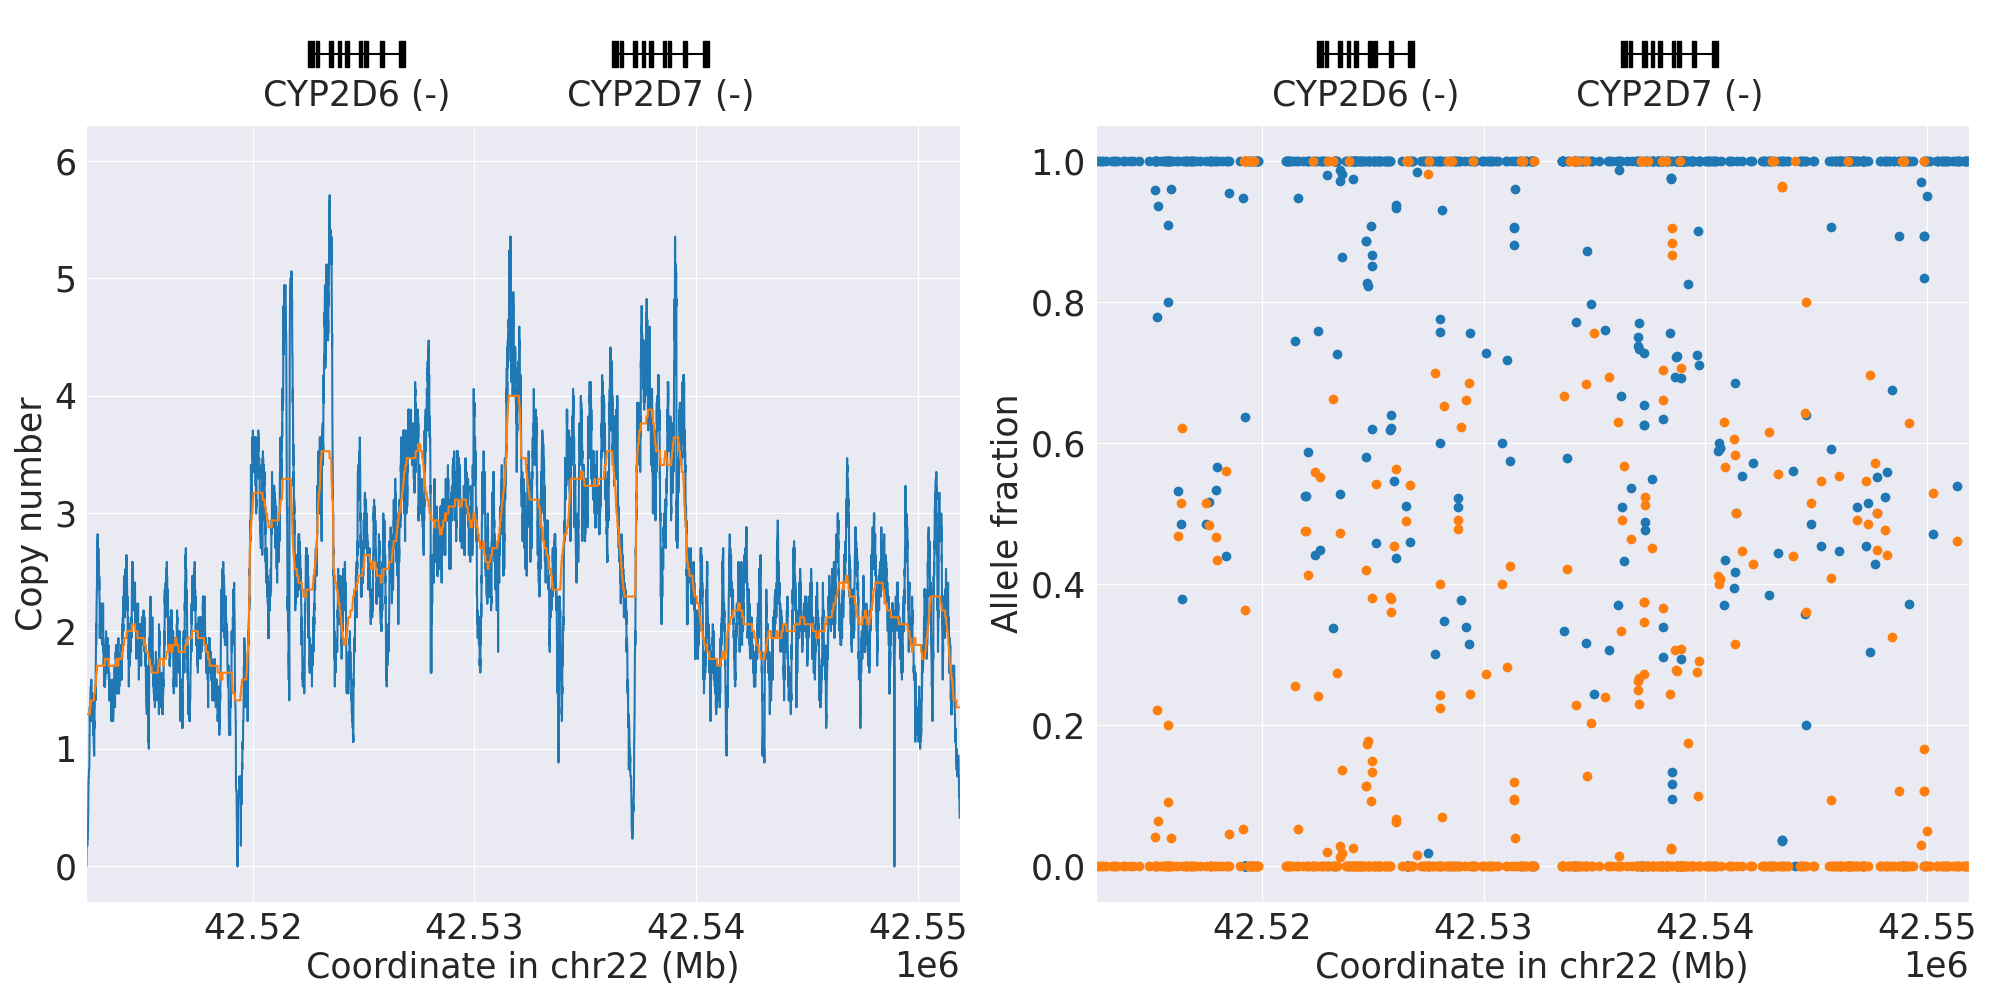 CYP2D6 (-)
CYP2D7 (-)
6
5
4
3
2
1
0
Copy number
42.52
42.53
42.54
42.55
Coordinate in chr22 (Mb)
1e6
CYP2D6 (-)
CYP2D7 (-)
1.0
0.8
0.6
0.4
0.2
0.0
Allele fraction
42.52
42.53
42.54
42.55
Coordinate in chr22 (Mb)
1e6